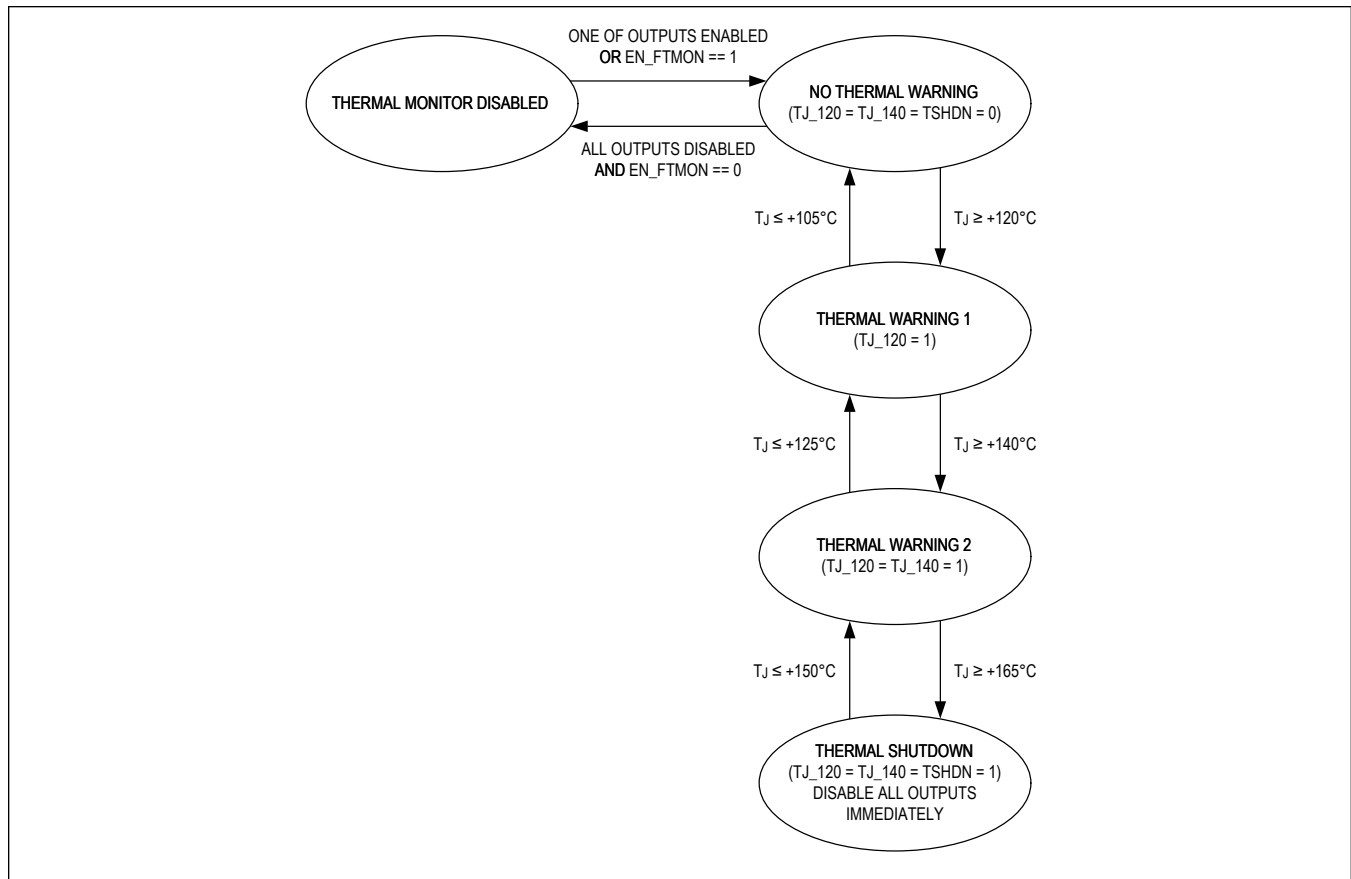 ONE OF OUTPUTS ENABLED
OR EN_FTMON == 1
THERMAL MONITOR DISABLED
NO THERMAL WARNING
(TJ_120 = TJ_140 = TSHDN = 0)
ALL OUTPUTS DISABLED
AND EN_FTMON == 0
TJ ≤ +105°C
TJ ≥ +120°C
THERMAL WARNING 1
(TJ_120 = 1)
TJ ≤ +125°C
TJ ≥ +140°C
THERMAL WARNING 2
(TJ_120 = TJ_140 = 1)
TJ ≤ +150°C
TJ ≥ +165°C
THERMAL SHUTDOWN
(TJ_120 = TJ_140 = TSHDN = 1)
DISABLE ALL OUTPUTS
IMMEDIATELY